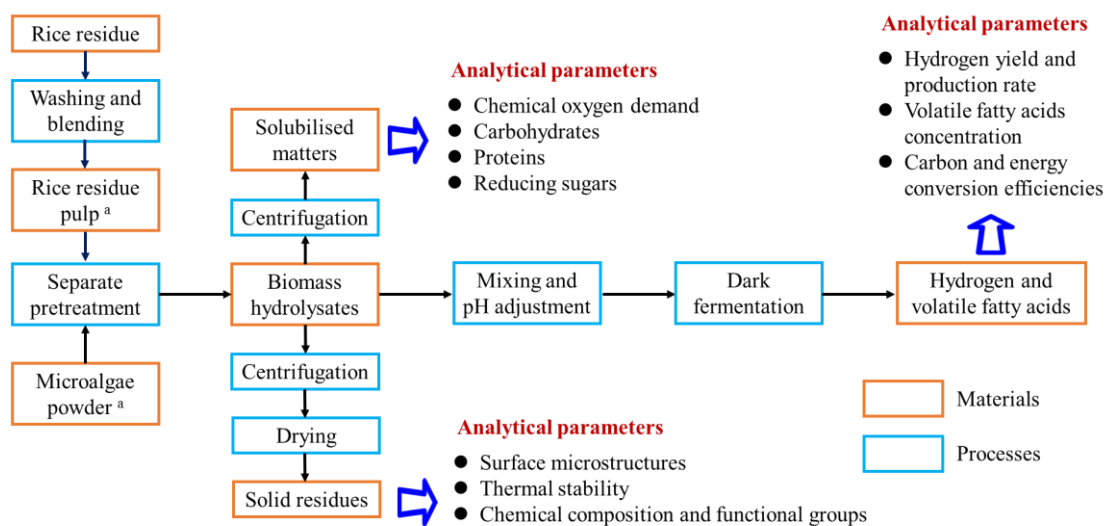 Rice residue
Washing and
blending
Rice residue
pulp ᵃ
Separate
pretreatment
Microalgae
powder ᵃ
Solubilised
matters
Centrifugation
Biomass
hydrolysates
Centrifugation
Drying
Solid residues
Analytical parameters
● Chemical oxygen demand
● Carbohydrates
● Proteins
● Reducing sugars
Mixing and
pH adjustment
Dark
fermentation
Hydrogen and
volatile fatty acids
Analytical parameters
● Hydrogen yield and
production rate
● Volatile fatty acids
concentration
● Carbon and energy
conversion efficiencies
Analytical parameters
● Surface microstructures
● Thermal stability
● Chemical composition and functional groups
Materials
Processes